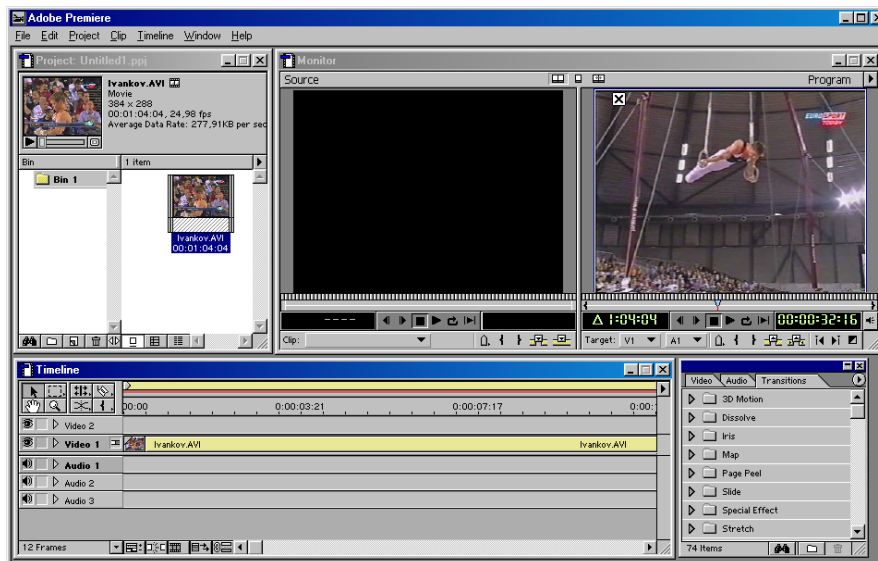 Adobe Premiere
File Edit Project Clip Timeline Window Help
Project: Untitled1.ppj
Ivankov.AVI
Movie
384 x 288
00:01:04:04, 24,98 fps
Average Data Rate: 277,91KB per sec
Bin
1 item
Bin 1
Ivankov.AVI
00:01:04:04
Monitor
Source
Program
EUROSPORT
Clip:
Δ 1:04:04
00:00:32:16
Target: V1
A1
Timeline
00:00
0:00:03:21
0:00:07:17
0:00:1
Video 2
Video 1
Ivankov.AVI
Ivankov.AVI
Audio 1
Audio 2
Audio 3
12 Frames
Video Audio Transitions
3D Motion
Dissolve
Iris
Map
Page Peel
Slide
Special Effect
Stretch
74 Items